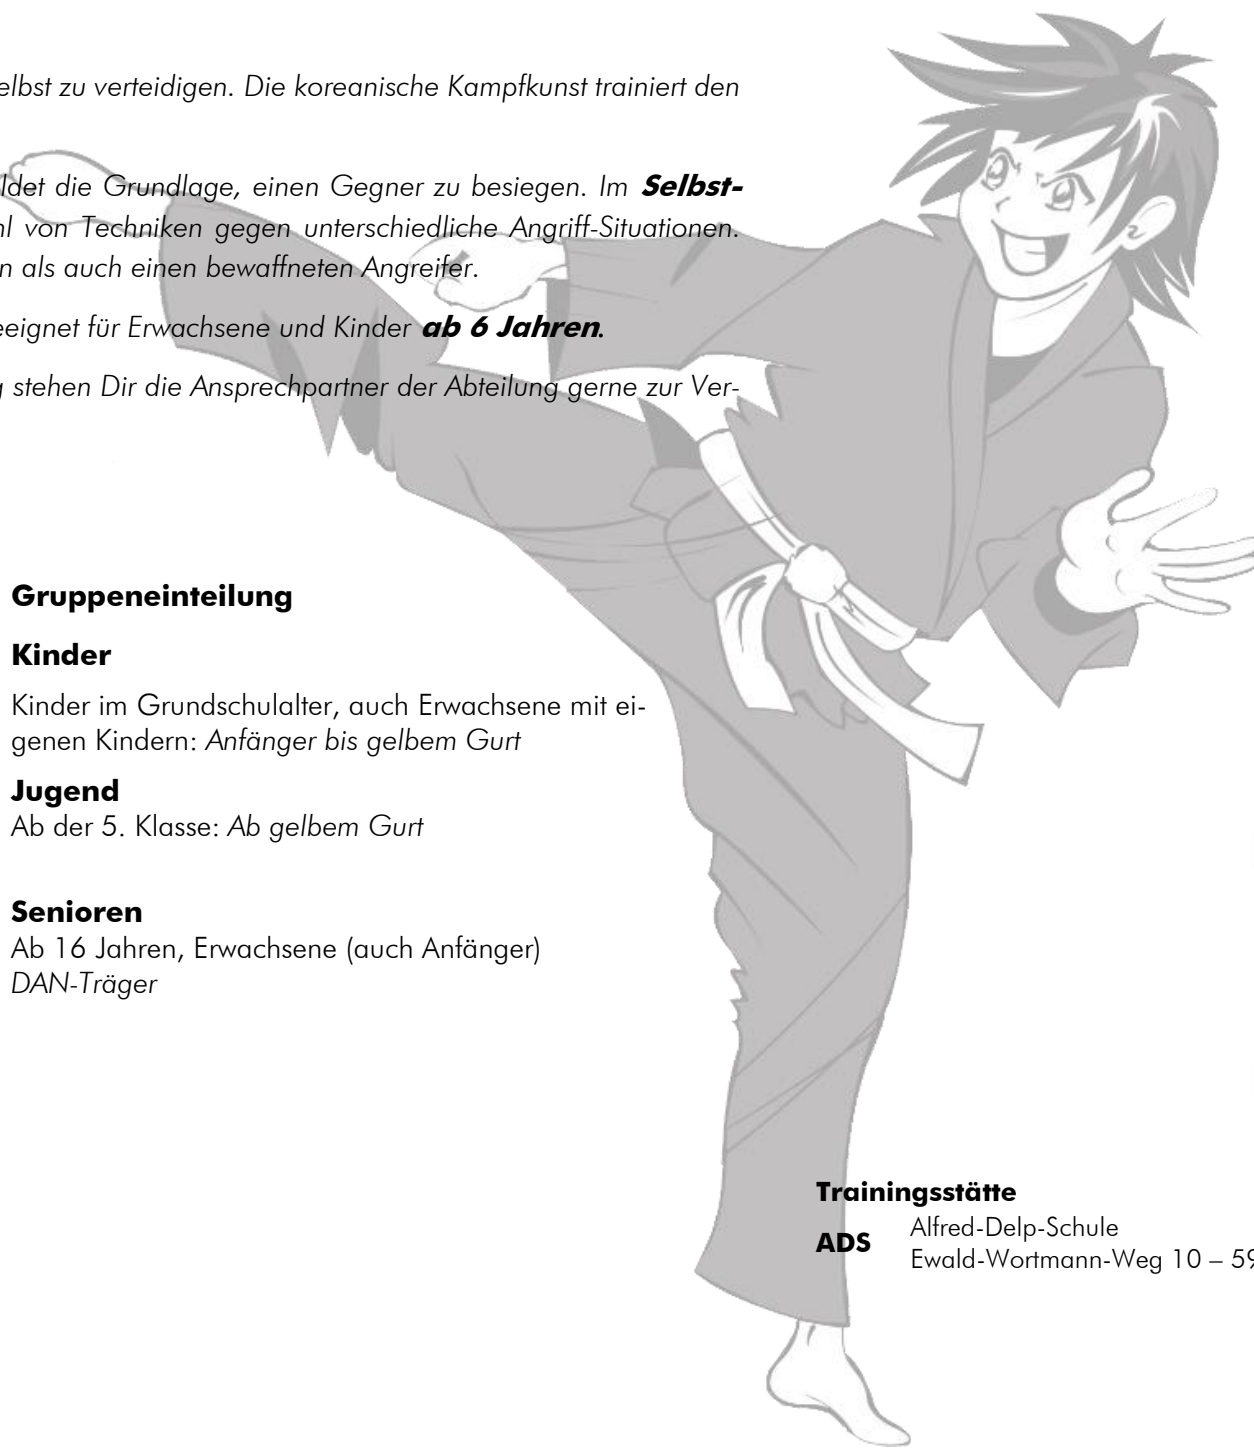 elbst zu verteidigen. Die koreanische Kampfkunst trainiert den
ldet die Grundlage, einen Gegner zu besiegen. Im Selbst-
hl von Techniken gegen unterschiedliche Angriff-Situationen.
n als auch einen bewaffneten Angreifer.
eeignet für Erwachsene und Kinder ab 6 Jahren.
g stehen Dir die Ansprechpartner der Abteilung gerne zur Ver-
Gruppeneinteilung
Kinder
Kinder im Grundschulalter, auch Erwachsene mit ei-
genen Kindern: Anfänger bis gelbem Gurt
Jugend
Ab der 5. Klasse: Ab gelbem Gurt
Senioren
Ab 16 Jahren, Erwachsene (auch Anfänger)
DAN-Träger
Trainingsstätte
ADS
Alfred-Delp-Schule
Ewald-Wortmann-Weg 10 – 59